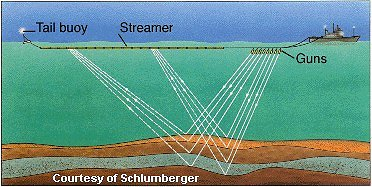 Tail buoy
Streamer
Guns
Courtesy of Schlumberger